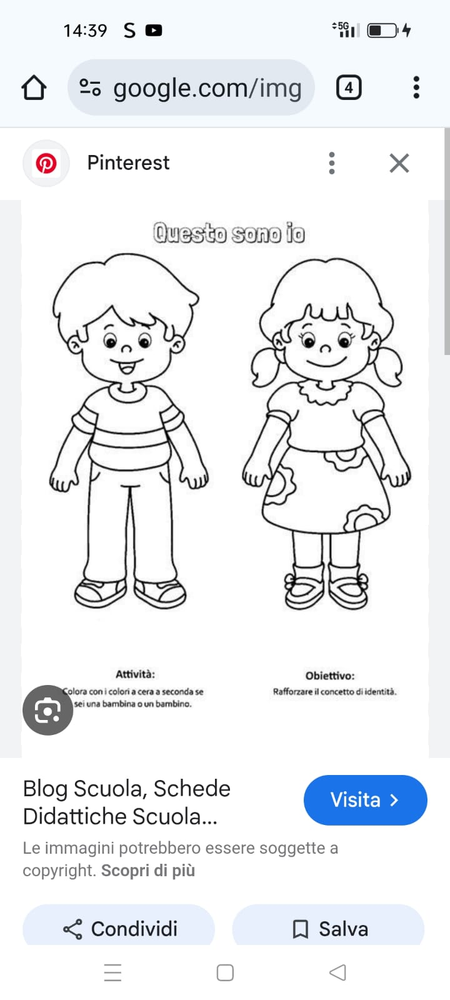 14:39 S
5G
google.com/img
4
Pinterest
Questo sono io
Attività:
Colora con i colori a cera a seconda se
sei una bambina o un bambino.
Obiettivo:
Rafforzare il concetto di identità.
Blog Scuola, Schede
Didattiche Scuola...
Visita
Le immagini potrebbero essere soggette a
copyright. Scopri di più
Condividi
Salva